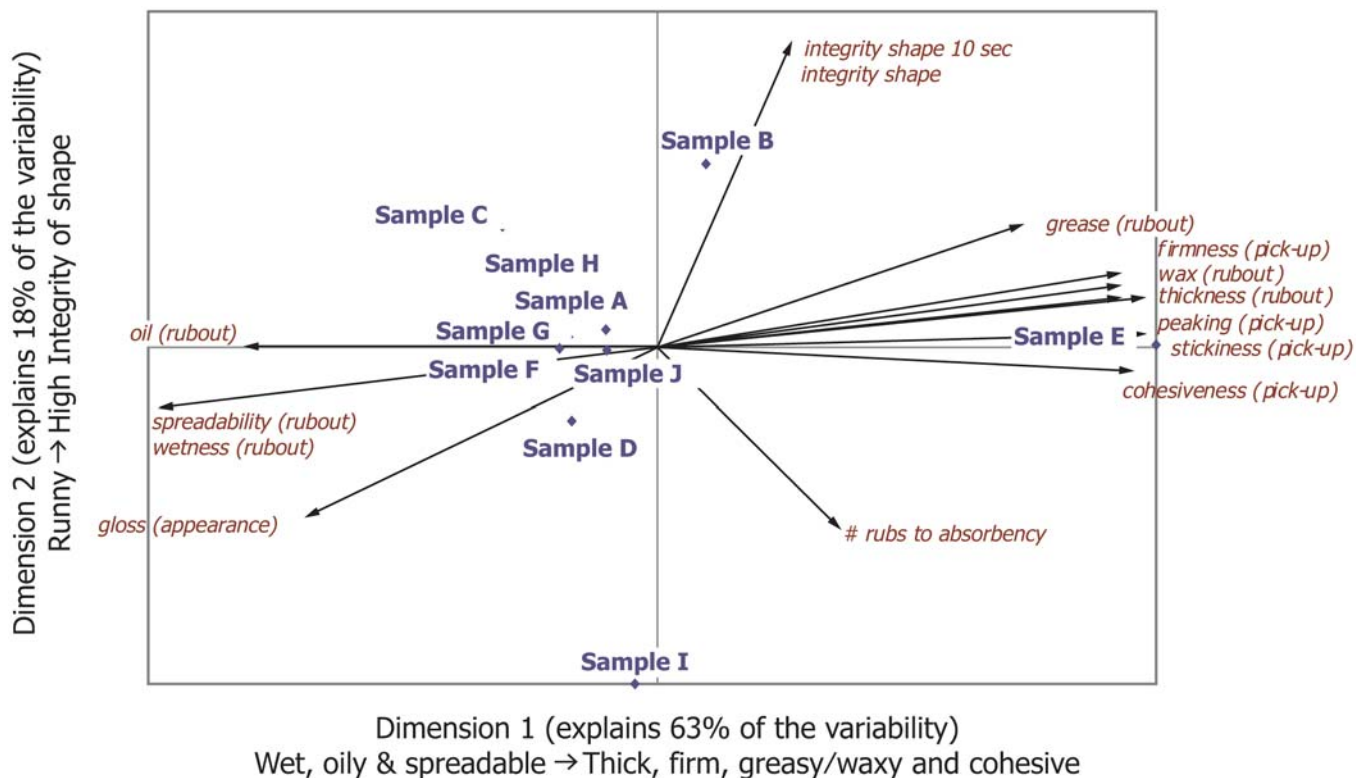 integrity shape 10 sec
integrity shape
Sample B
Sample C
grease (rubout)
firmness (pick-up)
Sample H
wax (rubout)
Sample A
thickness (rubout)
oil (rubout)
Sample G
peaking (pick-up)
Sample E
stickiness (pick-up)
Sample F
Sample J
cohesiveness (pick-up)
spreadability (rubout)
wetness (rubout)
Sample D
gloss (appearance)
# rubs to absorbency
Sample I
Dimension 2 (explains 18% of the variability)
Runny → High Integrity of shape
Dimension 1 (explains 63% of the variability)
Wet, oily & spreadable → Thick, firm, greasy/waxy and cohesive